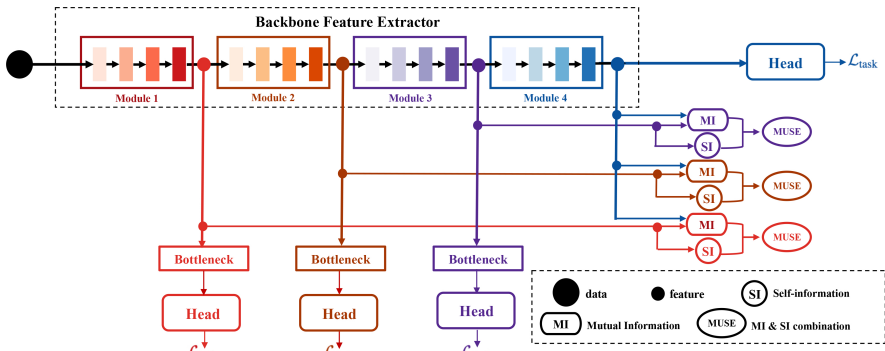 Backbone Feature Extractor
Module 1
Module 2
Module 3
Module 4
Head
ℒtask
MI
SI
MUSE
MI
SI
MUSE
MI
SI
MUSE
Bottleneck
Bottleneck
Bottleneck
Head
Head
Head
ℒ
ℒ
ℒ
data
feature
SI
Self-information
MI
Mutual Information
MUSE
MI & SI combination